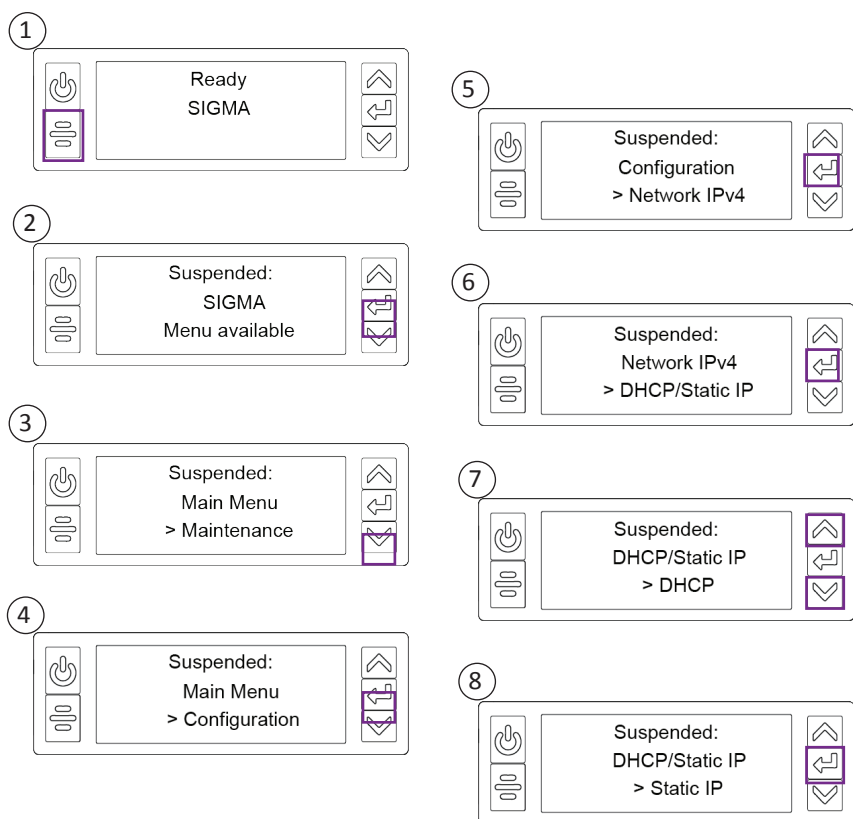 1
Ready
SIGMA
2
Suspended:
SIGMA
Menu available
3
Suspended:
Main Menu
> Maintenance
4
Suspended:
Main Menu
> Configuration
5
Suspended:
Configuration
> Network IPv4
6
Suspended:
Network IPv4
> DHCP/Static IP
7
Suspended:
DHCP/Static IP
> DHCP
8
Suspended:
DHCP/Static IP
> Static IP